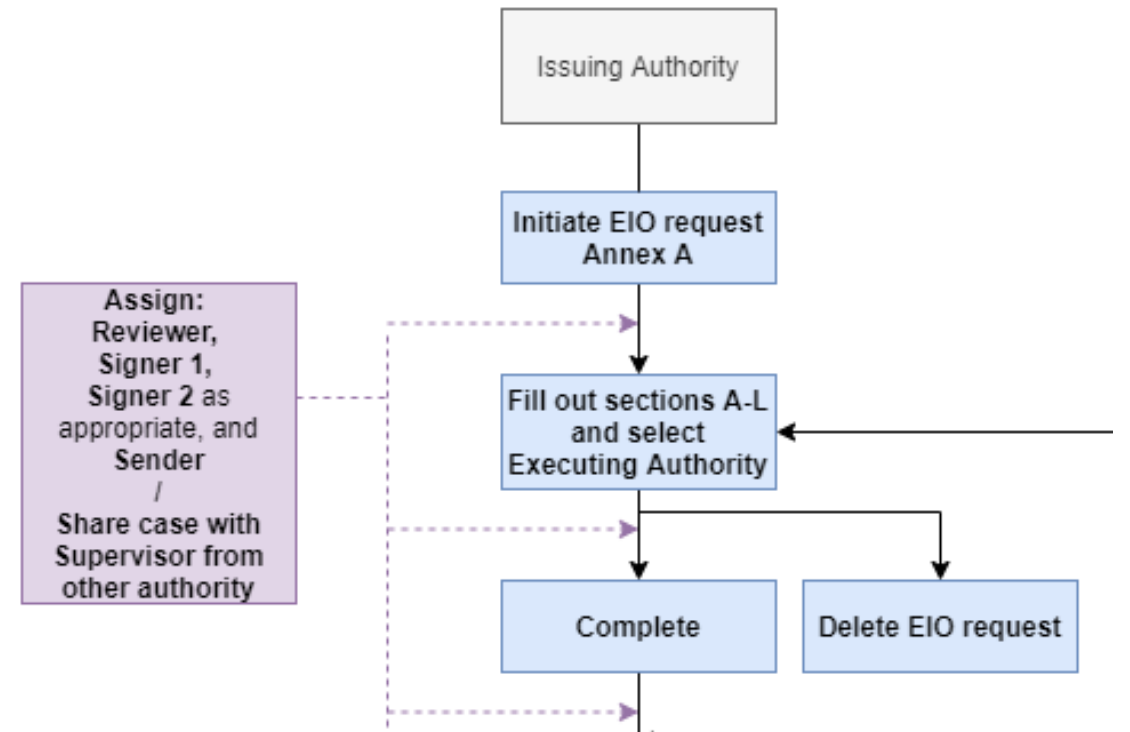 Issuing Authority
Initiate EIO request
Annex A
Assign:
Reviewer,
Signer 1,
Signer 2 as
appropriate, and
Sender
/
Share case with
Supervisor from
other authority
Fill out sections A-L
and select
Executing Authority
Complete
Delete EIO request